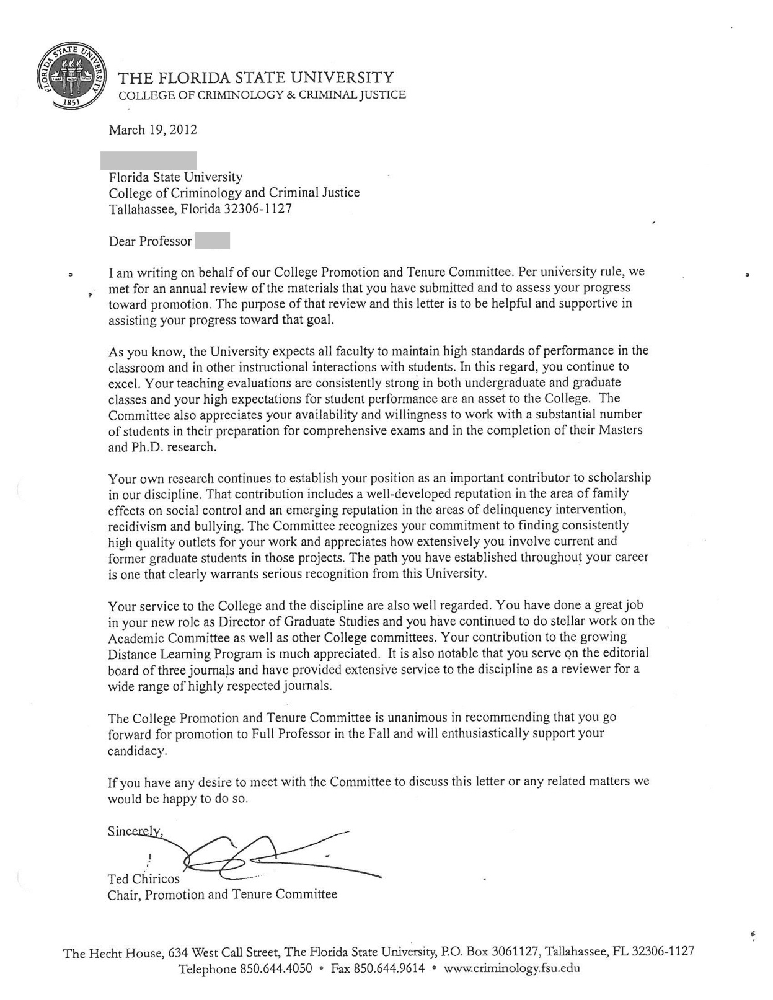 FLORIDA STATE UNIVERSITY
1851
THE FLORIDA STATE UNIVERSITY
COLLEGE OF CRIMINOLOGY & CRIMINAL JUSTICE
March 19, 2012
Florida State University
College of Criminology and Criminal Justice
Tallahassee, Florida 32306-1127
Dear Professor
I am writing on behalf of our College Promotion and Tenure Committee. Per university rule, we
met for an annual review of the materials that you have submitted and to assess your progress
toward promotion. The purpose of that review and this letter is to be helpful and supportive in
assisting your progress toward that goal.
As you know, the University expects all faculty to maintain high standards of performance in the
classroom and in other instructional interactions with students. In this regard, you continue to
excel. Your teaching evaluations are consistently strong in both undergraduate and graduate
classes and your high expectations for student performance are an asset to the College. The
Committee also appreciates your availability and willingness to work with a substantial number
of students in their preparation for comprehensive exams and in the completion of their Masters
and Ph.D. research.
Your own research continues to establish your position as an important contributor to scholarship
in our discipline. That contribution includes a well-developed reputation in the area of family
effects on social control and an emerging reputation in the areas of delinquency intervention,
recidivism and bullying. The Committee recognizes your commitment to finding consistently
high quality outlets for your work and appreciates how extensively you involve current and
former graduate students in those projects. The path you have established throughout your career
is one that clearly warrants serious recognition from this University.
Your service to the College and the discipline are also well regarded. You have done a great job
in your new role as Director of Graduate Studies and you have continued to do stellar work on the
Academic Committee as well as other College committees. Your contribution to the growing
Distance Learning Program is much appreciated. It is also notable that you serve on the editorial
board of three journals and have provided extensive service to the discipline as a reviewer for a
wide range of highly respected journals.
The College Promotion and Tenure Committee is unanimous in recommending that you go
forward for promotion to Full Professor in the Fall and will enthusiastically support your
candidacy.
If you have any desire to meet with the Committee to discuss this letter or any related matters we
would be happy to do so.
Sincerely,
Ted Chiricos
Chair, Promotion and Tenure Committee
The Hecht House, 634 West Call Street, The Florida State University, P.O. Box 3061127, Tallahassee, FL 32306-1127
Telephone 850.644.4050 • Fax 850.644.9614 • www.criminology.fsu.edu